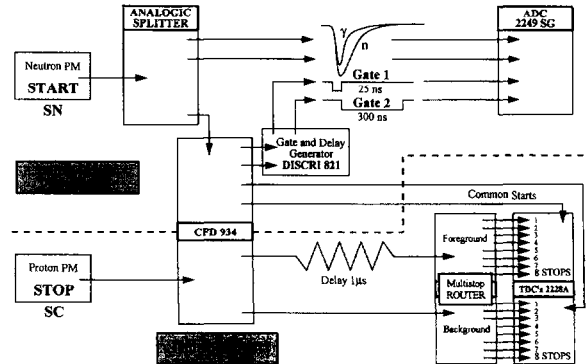 ANALOGIC
SPLITTER
ADC
2249 SG
γ
n
Neutron PM
START
SN
Gate 1
25 ns
Gate 2
300 ns
Gate and Delay
Generator
DISCRI 821
Common Starts
CFD 934
Proton PM
STOP
SC
Delay 1μs
Foreground
1
2
3
4
5
6
7
8 STOPS
Multistop
ROUTER
TDC's 2228A
Background
1
2
3
4
5
6
7
8 STOPS